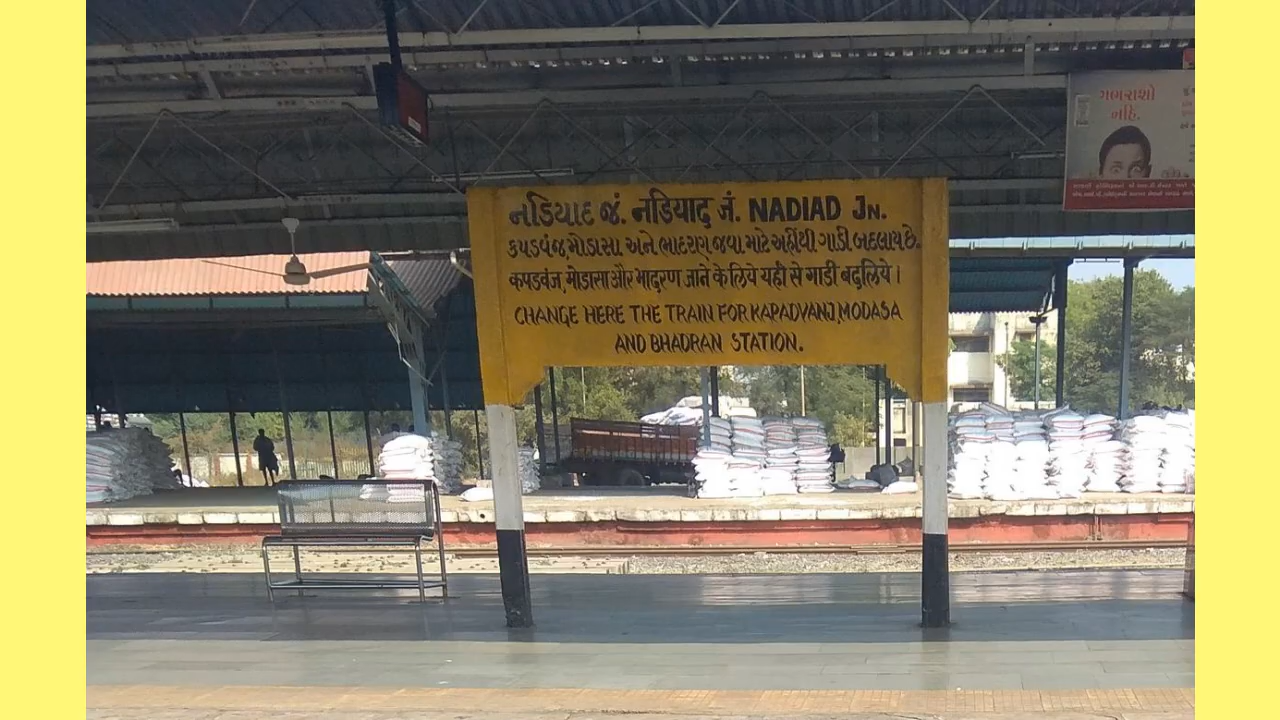 નડિયાદ જં. नडियाद जं. NADIAD JN.
કપડવંજ,મોડાસા અને ભાદરણ જવા માટે અહીંથી ગાડી બદલાય છે.
कपडवंज,मोडासा और भादरण जाने के लिये यहाँ से गाडी बदलिये।
CHANGE HERE THE TRAIN FOR KAPADVANJ,MODASA
AND BHADRAN STATION.
ગભરાશો
નહિ.